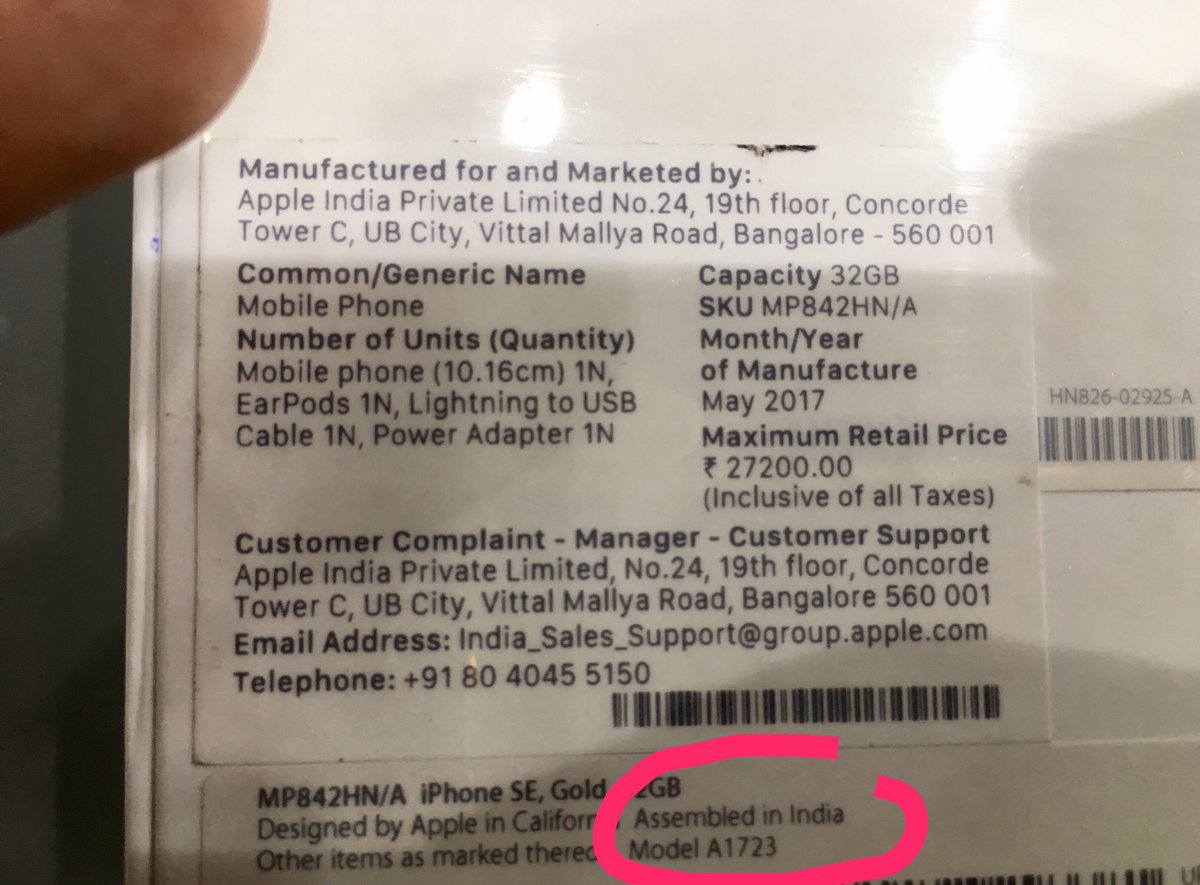 Manufactured for and Marketed by:
Apple India Private Limited No.24, 19th floor, Concorde
Tower C, UB City, Vittal Mallya Road, Bangalore - 560 001
Common/Generic Name
Mobile Phone
Number of Units (Quantity)
Mobile phone (10.16cm) 1N,
EarPods 1N, Lightning to USB
Cable 1N, Power Adapter 1N
Capacity 32GB
SKU MP842HN/A
Month/Year
of Manufacture
May 2017
Maximum Retail Price
₹ 27200.00
(Inclusive of all Taxes)
HN826-02925-A
Customer Complaint - Manager - Customer Support
Apple India Private Limited, No.24, 19th floor, Concorde
Tower C, UB City, Vittal Mallya Road, Bangalore 560 001
Email Address: India_Sales_Support@group.apple.com
Telephone: +91 80 4045 5150
MP842HN/A iPhone SE, Gold
Designed by Apple in Assembled in India
Other items as marked Model A1723